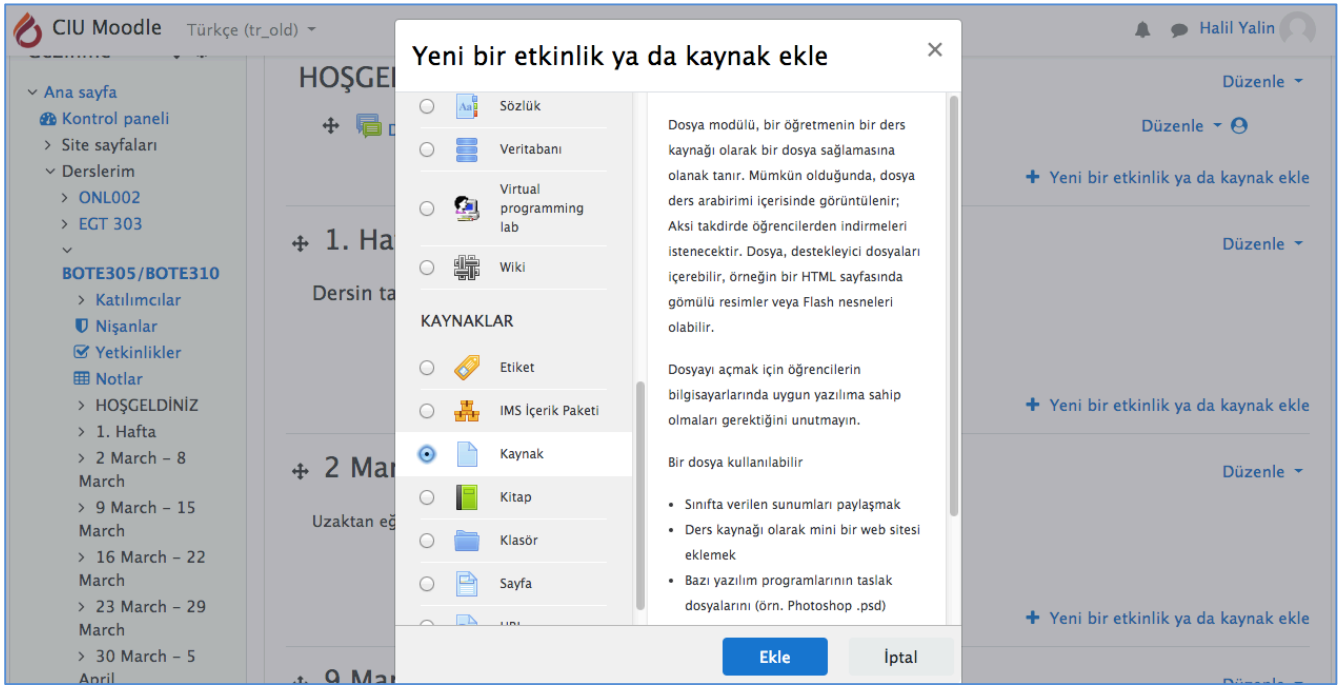 CIU Moodle
Türkçe (tr_old)
Halil Yalin
Ana sayfa
Kontrol paneli
Site sayfaları
Derslerim
ONL002
EGT 303
BOTE305/BOTE310
Katılımcılar
Nişanlar
Yetkinlikler
Notlar
HOŞGELDİNİZ
1. Hafta
2 March – 8
March
9 March – 15
March
16 March – 22
March
23 March – 29
March
30 March – 5
April
HOŞGEL
Düzenle
Düzenle
+ Yeni bir etkinlik ya da kaynak ekle
1. Ha
Düzenle
Dersin ta
+ Yeni bir etkinlik ya da kaynak ekle
2 Mar
Düzenle
Uzaktan eğ
+ Yeni bir etkinlik ya da kaynak ekle
9 Mar
Düzenle
Yeni bir etkinlik ya da kaynak ekle
Sözlük
Veritabanı
Virtual
programming
lab
Wiki
KAYNAKLAR
Etiket
IMS İçerik Paketi
Kaynak
Kitap
Klasör
Sayfa
Dosya modülü, bir öğretmenin bir ders
kaynağı olarak bir dosya sağlamasına
olanak tanır. Mümkün olduğunda, dosya
ders arabirimi içerisinde görüntülenir;
Aksi takdirde öğrencilerden indirmeleri
istenecektir. Dosya, destekleyici dosyaları
içerebilir, örneğin bir HTML sayfasında
gömülü resimler veya Flash nesneleri
olabilir.
Dosyayı açmak için öğrencilerin
bilgisayarlarında uygun yazılıma sahip
olmaları gerektiğini unutmayın.
Bir dosya kullanılabilir
• Sınıfta verilen sunumları paylaşmak
• Ders kaynağı olarak mini bir web sitesi
eklemek
• Bazı yazılım programlarının taslak
dosyalarını (örn. Photoshop .psd)
Ekle
İptal